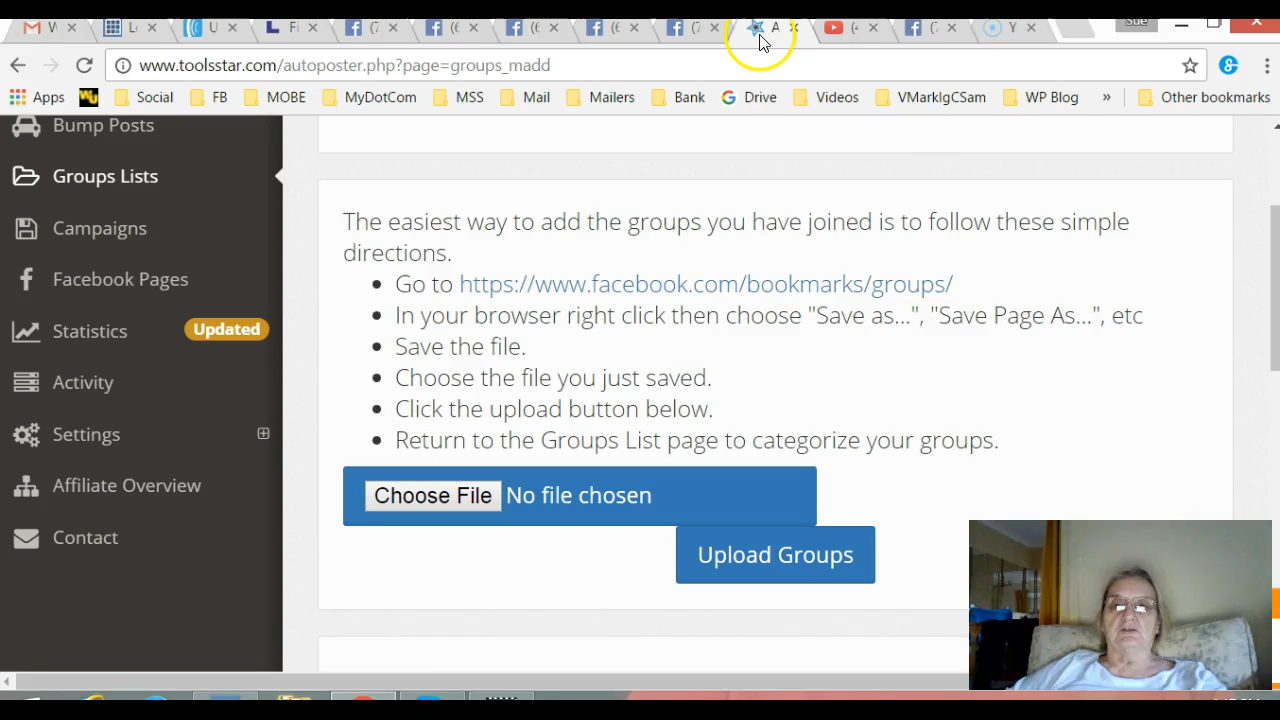 Sue
www.toolsstar.com/autoposter.php?page=groups_madd
Apps Social FB MOBE MyDotCom MSS Mail Mailers Bank Drive Videos VMarkIgCSam WP Blog » Other bookmarks
Bump Posts
Groups Lists
Campaigns
Facebook Pages
Statistics Updated
Activity
Settings
Affiliate Overview
Contact
The easiest way to add the groups you have joined is to follow these simple
directions.
• Go to https://www.facebook.com/bookmarks/groups/
• In your browser right click then choose "Save as...", "Save Page As...", etc
• Save the file.
• Choose the file you just saved.
• Click the upload button below.
• Return to the Groups List page to categorize your groups.
Choose File No file chosen
Upload Groups